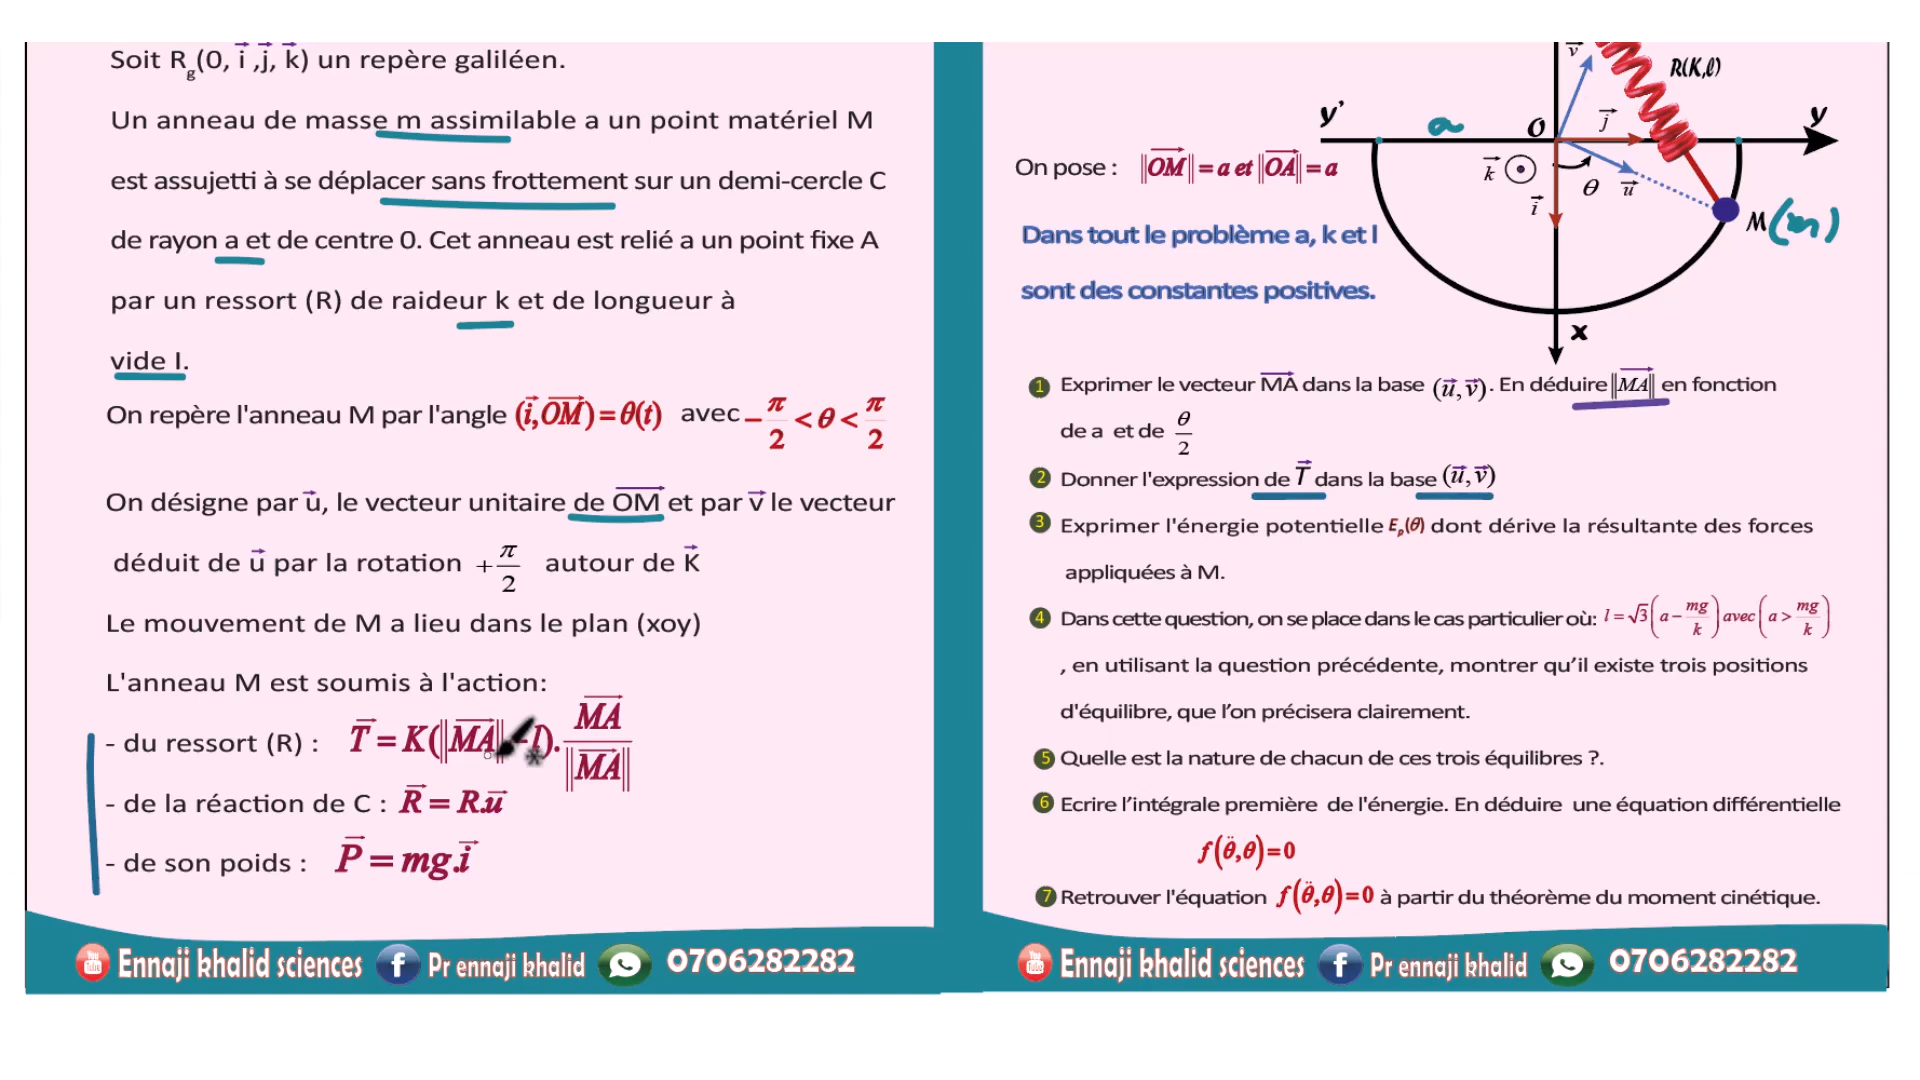 Soit R_g(0, i⃗ ,j⃗, k⃗) un repère galiléen.
Un anneau de masse m assimilable a un point matériel M
est assujetti à se déplacer sans frottement sur un demi-cercle C
de rayon a et de centre 0. Cet anneau est relié a un point fixe A
par un ressort (R) de raideur k et de longueur à
vide l.
On repère l'anneau M par l'angle (i⃗, OM⃗) = θ(t) avec -π/2 < θ < π/2
On désigne par u⃗, le vecteur unitaire de OM⃗ et par v⃗ le vecteur
déduit de u⃗ par la rotation +π/2 autour de K⃗
Le mouvement de M a lieu dans le plan (xoy)
L'anneau M est soumis à l'action:
- du ressort (R) : T⃗ = K(‖MA⃗‖ - l). MA⃗/‖MA⃗‖
- de la réaction de C : R⃗ = R.u⃗
- de son poids : P⃗ = mg.i⃗
Ennaji khalid sciences f Pr ennaji khalid 0706282282
v⃗ R(K,l)
y' a O j⃗ y
On pose : ‖OM⃗‖ = a et ‖OA⃗‖ = a
k⃗ θ u⃗
i⃗ M (m)
Dans tout le problème a, k et l
sont des constantes positives.
x
1 Exprimer le vecteur MA⃗ dans la base (u⃗, v⃗). En déduire ‖MA⃗‖ en fonction
de a et de θ/2
2 Donner l'expression de T⃗ dans la base (u⃗, v⃗)
3 Exprimer l'énergie potentielle E_p(θ) dont dérive la résultante des forces
appliquées à M.
4 Dans cette question, on se place dans le cas particulier où: l = √3(a - mg/k) avec (a > mg/k)
, en utilisant la question précédente, montrer qu’il existe trois positions
d'équilibre, que l’on précisera clairement.
5 Quelle est la nature de chacun de ces trois équilibres ?.
6 Ecrire l’intégrale première de l'énergie. En déduire une équation différentielle
f(θ̈,θ)=0
7 Retrouver l'équation f(θ̈,θ)=0 à partir du théorème du moment cinétique.
Ennaji khalid sciences f Pr ennaji khalid 0706282282